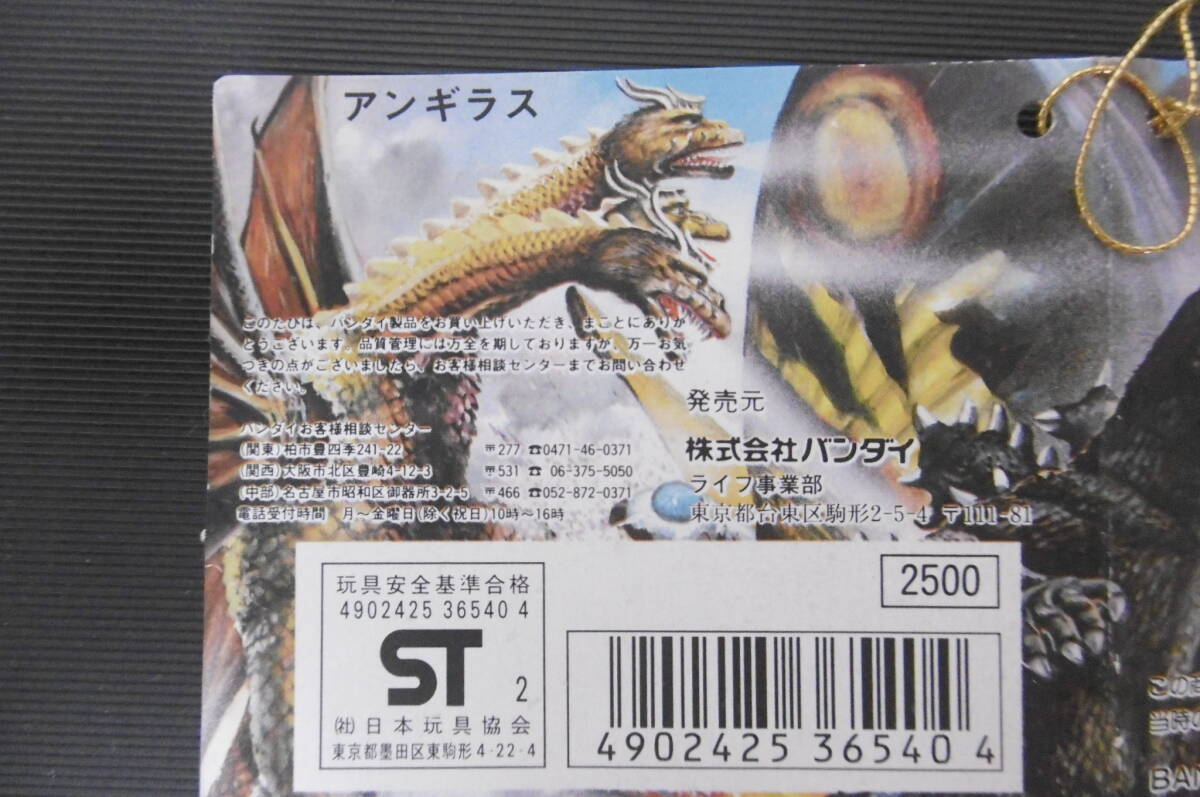 アンギラス
このたびは、バンダイ製品をお買い上げいただき、まことにありが
とうございます。品質管理には万全を期しておりますが、万一お気
つきの点がございましたら、お客様相談センターまでお問い合わせ
ください。
バンダイお客様相談センター
(関東)柏市豊四季241-22 〒277 ☎0471-46-0371
(関西)大阪市北区豊崎4-12-3 〒531 ☎06-375-5050
(中部)名古屋市昭和区御器所3-2-5 〒466 ☎052-872-0371
電話受付時間 月〜金曜日(除く祝日)10時〜16時
発売元
株式会社バンダイ
ライフ事業部
東京都台東区駒形2-5-4 〒111-81
玩具安全基準合格
4902425 36540 4
ST 2
(社)日本玩具協会
東京都墨田区東駒形4-22-4
2500
4902425 365404
このき
当時の
BAN